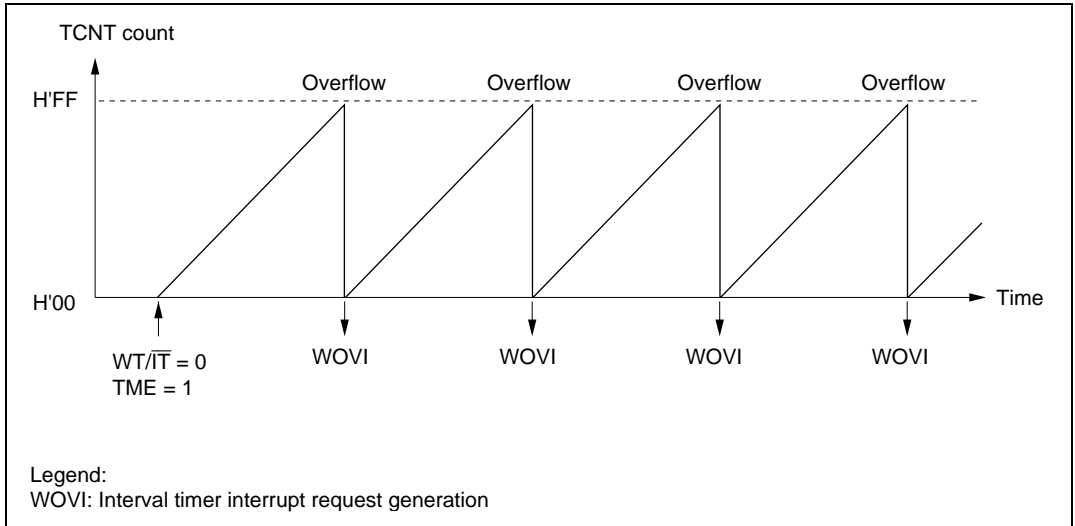 TCNT count
Overflow Overflow Overflow Overflow
H'FF
H'00
Time
WT/I̅T̅ = 0
TME = 1
WOVI WOVI WOVI WOVI
Legend:
WOVI: Interval timer interrupt request generation